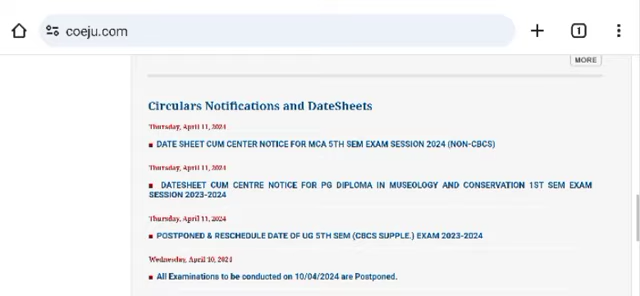 coeju.com
1
MORE
Circulars Notifications and DateSheets
Thursday, April 11, 2024
DATE SHEET CUM CENTER NOTICE FOR MCA 5TH SEM EXAM SESSION 2024 (NON-CBCS)
Thursday, April 11, 2024
DATESHEET CUM CENTRE NOTICE FOR PG DIPLOMA IN MUSEOLOGY AND CONSERVATION 1ST SEM EXAM
SESSION 2023-2024
Thursday, April 11, 2024
POSTPONED & RESCHEDULE DATE OF UG 5TH SEM (CBCS SUPPLE.) EXAM 2023-2024
Wednesday, April 10, 2024
All Examinations to be conducted on 10/04/2024 are Postponed.